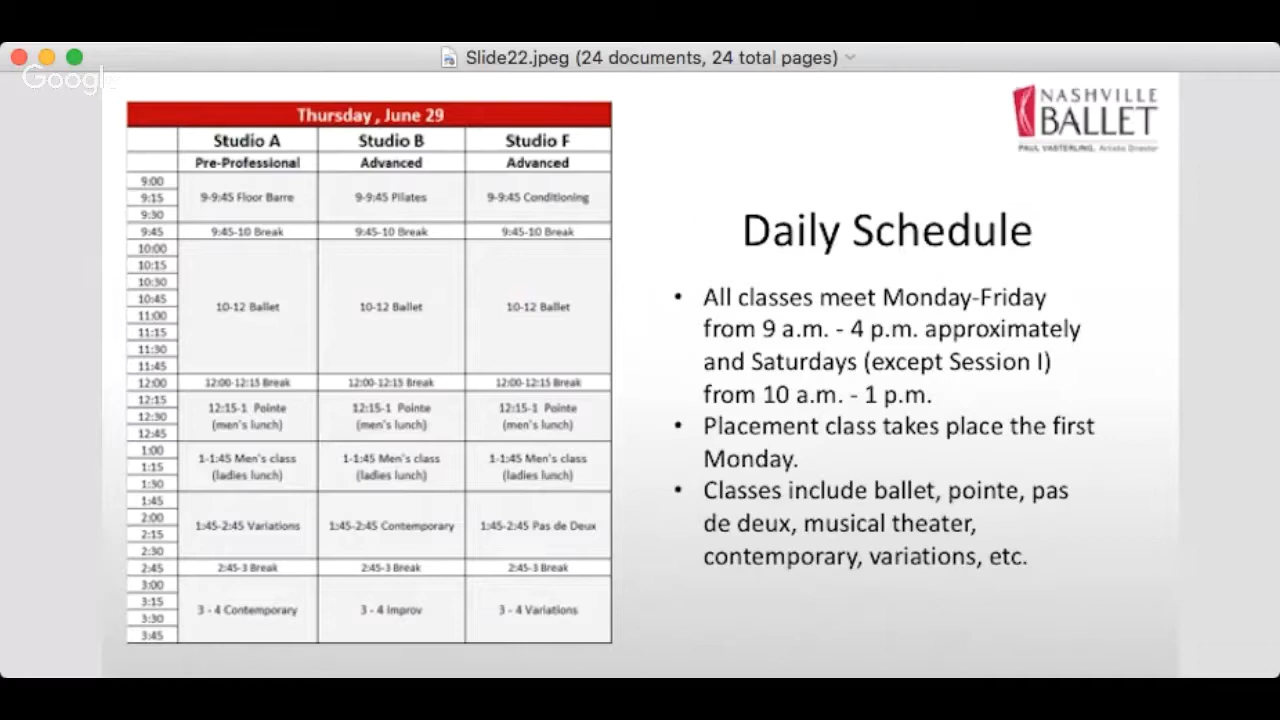 Slide22.jpeg (24 documents, 24 total pages)
Google
Thursday , June 29
Studio A Studio B Studio F
Pre-Professional Advanced Advanced
9:00
9:15 9-9:45 Floor Barre 9-9:45 Pilates 9-9:45 Conditioning
9:30
9:45 9:45-10 Break 9:45-10 Break 9:45-10 Break
10:00
10:15
10:30
10:45
10-12 Ballet 10-12 Ballet 10-12 Ballet
11:00
11:15
11:30
11:45
12:00 12:00-12:15 Break 12:00-12:15 Break 12:00-12:15 Break
12:15 12:15-1 Pointe 12:15-1 Pointe 12:15-1 Pointe
12:30 (men's lunch) (men's lunch) (men's lunch)
12:45
1:00 1-1:45 Men's class 1-1:45 Men's class 1-1:45 Men's class
1:15 (ladies lunch) (ladies lunch) (ladies lunch)
1:30
1:45
2:00 1:45-2:45 Variations 1:45-2:45 Contemporary 1:45-2:45 Pas de Deux
2:15
2:30
2:45 2:45-3 Break 2:45-3 Break 2:45-3 Break
3:00
3:15 3 - 4 Contemporary 3 - 4 Improv 3 - 4 Variations
3:30
3:45
NASHVILLE
BALLET
PAUL VASTERLING, Artistic Director
Daily Schedule
• All classes meet Monday-Friday
from 9 a.m. - 4 p.m. approximately
and Saturdays (except Session I)
from 10 a.m. - 1 p.m.
• Placement class takes place the first
Monday.
• Classes include ballet, pointe, pas
de deux, musical theater,
contemporary, variations, etc.